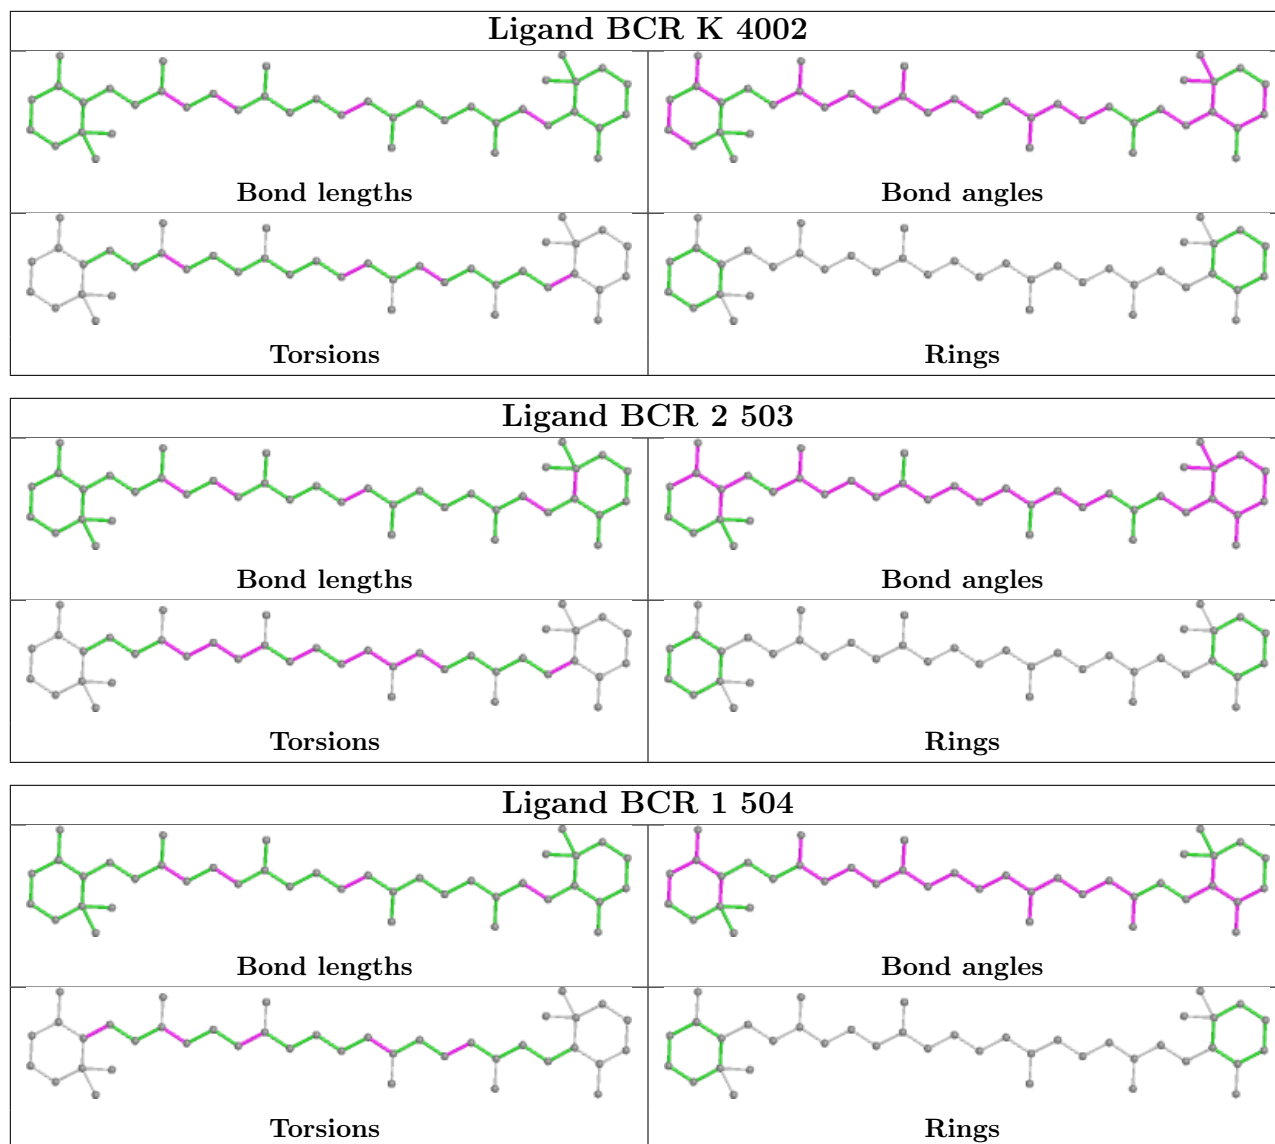 Ligand BCR K 4002
Bond lengths
Bond angles
Torsions
Rings
Ligand BCR 2 503
Bond lengths
Bond angles
Torsions
Rings
Ligand BCR 1 504
Bond lengths
Bond angles
Torsions
Rings